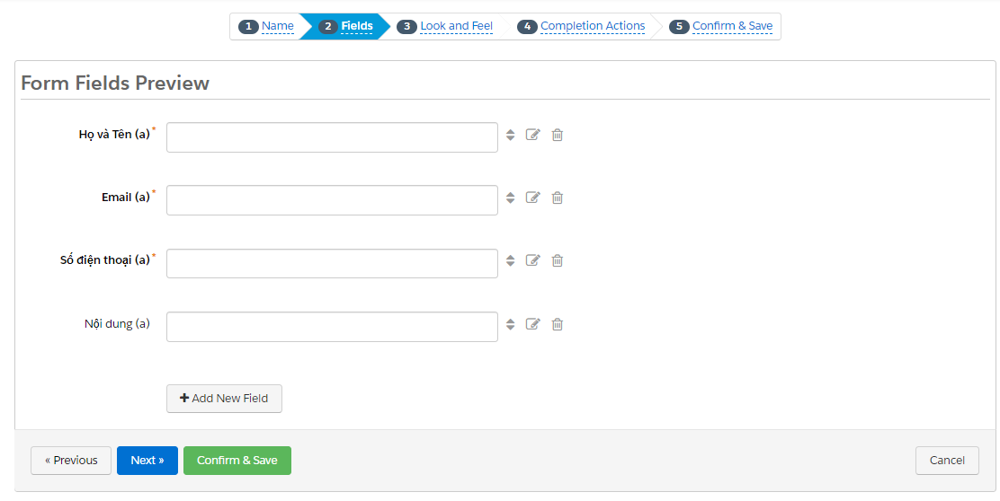 1 Name 2 Fields 3 Look and Feel 4 Completion Actions 5 Confirm & Save
Form Fields Preview
Họ và Tên (a)*
Email (a)*
Số điện thoại (a)*
Nội dung (a)
+ Add New Field
« Previous Next » Confirm & Save Cancel